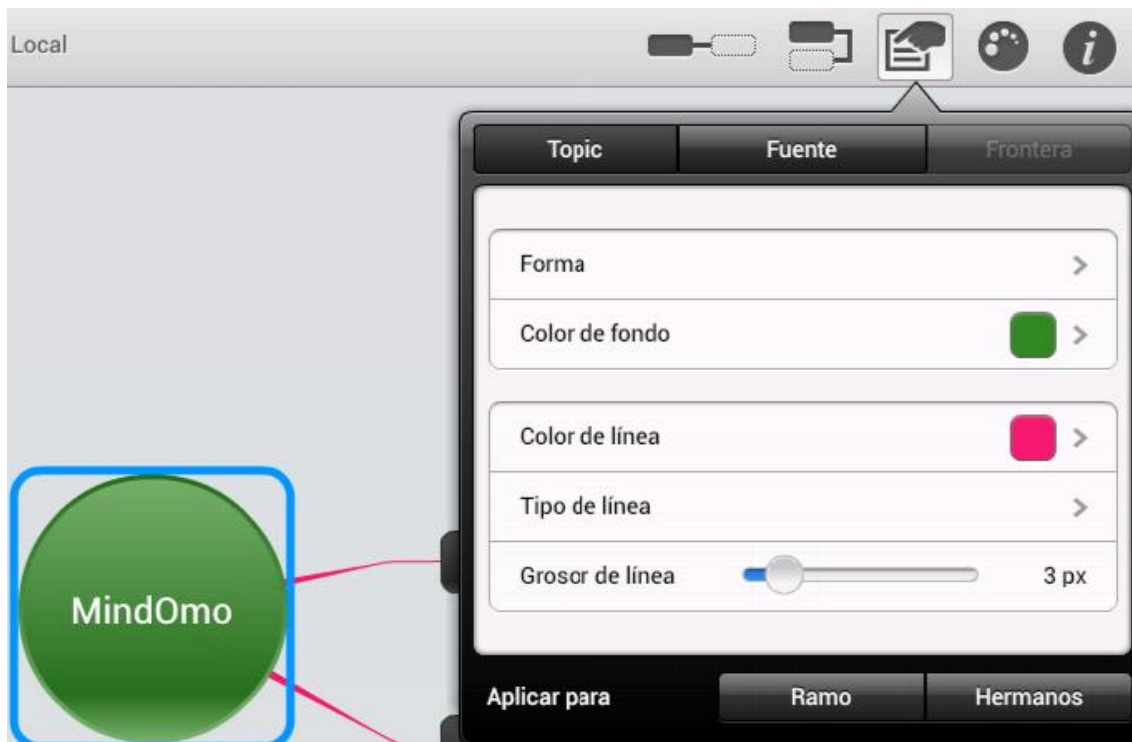 Local
i
Topic
Fuente
Frontera
Forma
Color de fondo
Color de línea
Tipo de línea
Grosor de línea
3 px
MindOmo
Aplicar para
Ramo
Hermanos